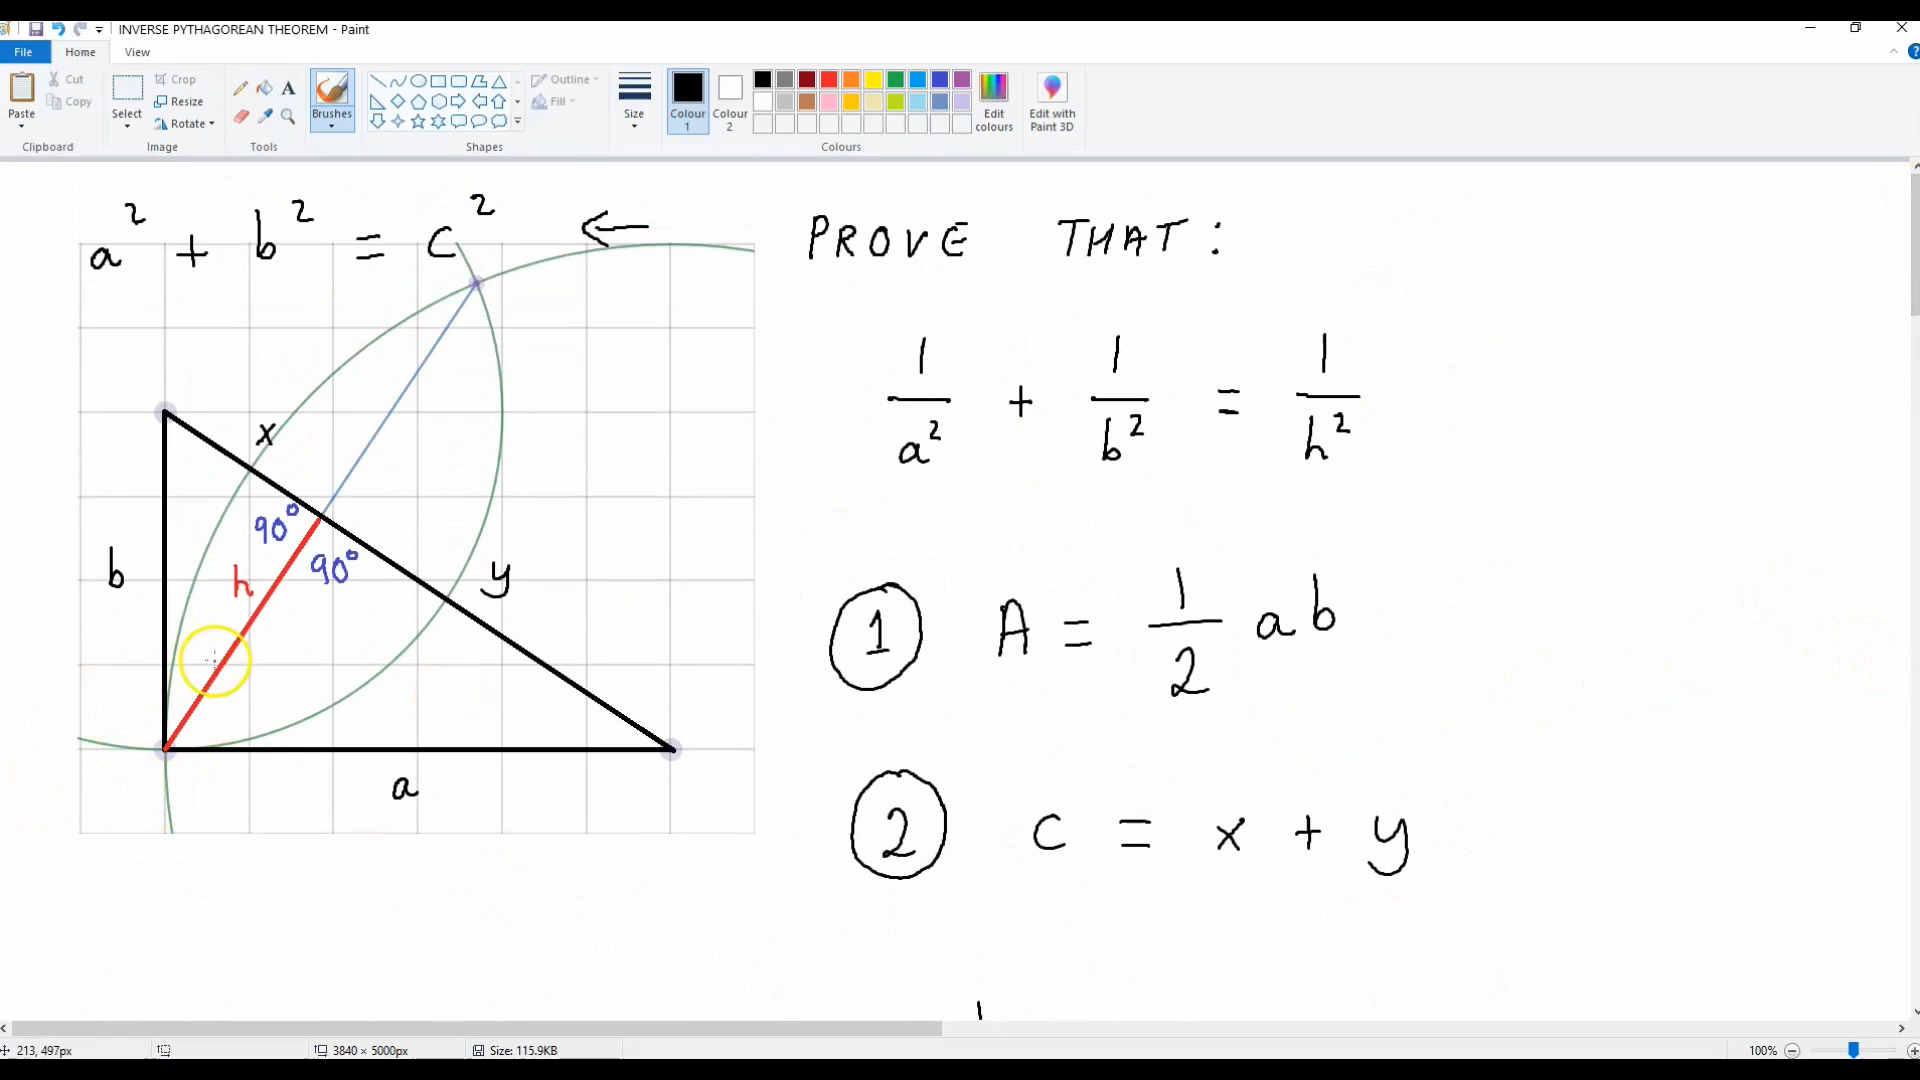 INVERSE PYTHAGOREAN THEOREM - Paint
File Home View
Paste Cut Copy
Clipboard
Select Crop Resize Rotate
Image
A
Tools
Brushes
Outline Fill
Shapes
Size
Colour 1 Colour 2 Edit colours Edit with Paint 3D
Colours
a² + b² = c² ←
x
90°
90°
h
b
y
a
PROVE THAT:
1/a² + 1/b² = 1/h²
① A = 1/2 ab
② c = x + y
213, 497px 3840 × 5000px Size: 115.9KB 100%